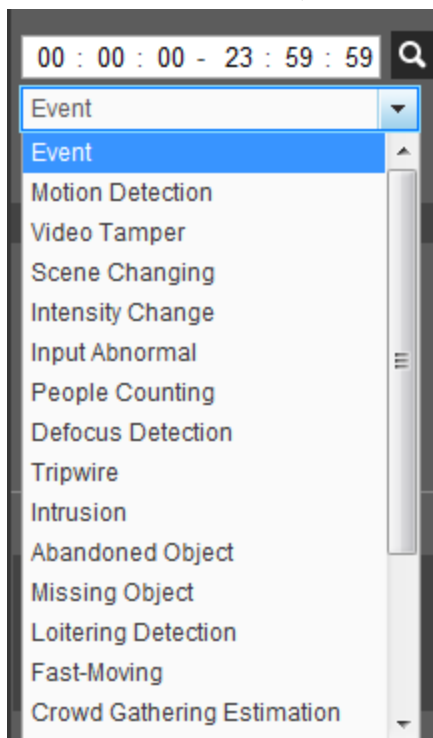 00 : 00 : 00 - 23 : 59 : 59
Event
Event
Motion Detection
Video Tamper
Scene Changing
Intensity Change
Input Abnormal
People Counting
Defocus Detection
Tripwire
Intrusion
Abandoned Object
Missing Object
Loitering Detection
Fast-Moving
Crowd Gathering Estimation